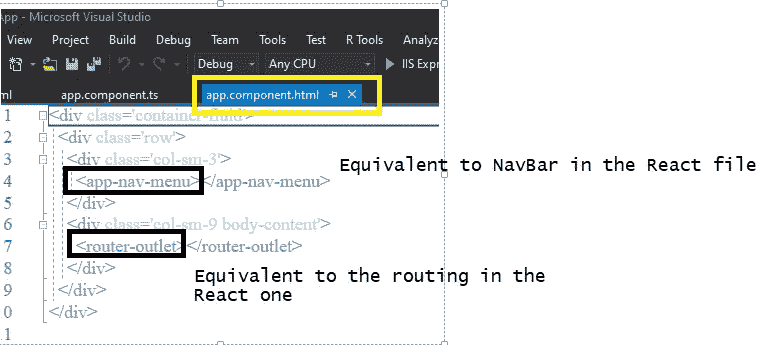 App - Microsoft Visual Studio
View Project Build Debug Team Tools Test R Tools Analyz
Debug Any CPU IIS Expr
ml app.component.ts app.component.html
1 <div class='container-fluid'>
2 <div class='row'>
3 <div class='col-sm-3'>
Equivalent to NavBar in the React file
4 <app-nav-menu></app-nav-menu>
5 </div>
6 <div class='col-sm-9 body-content'>
7 <router-outlet></router-outlet>
8 </div>
Equivalent to the routing in the
React one
9 </div>
0 </div>
11